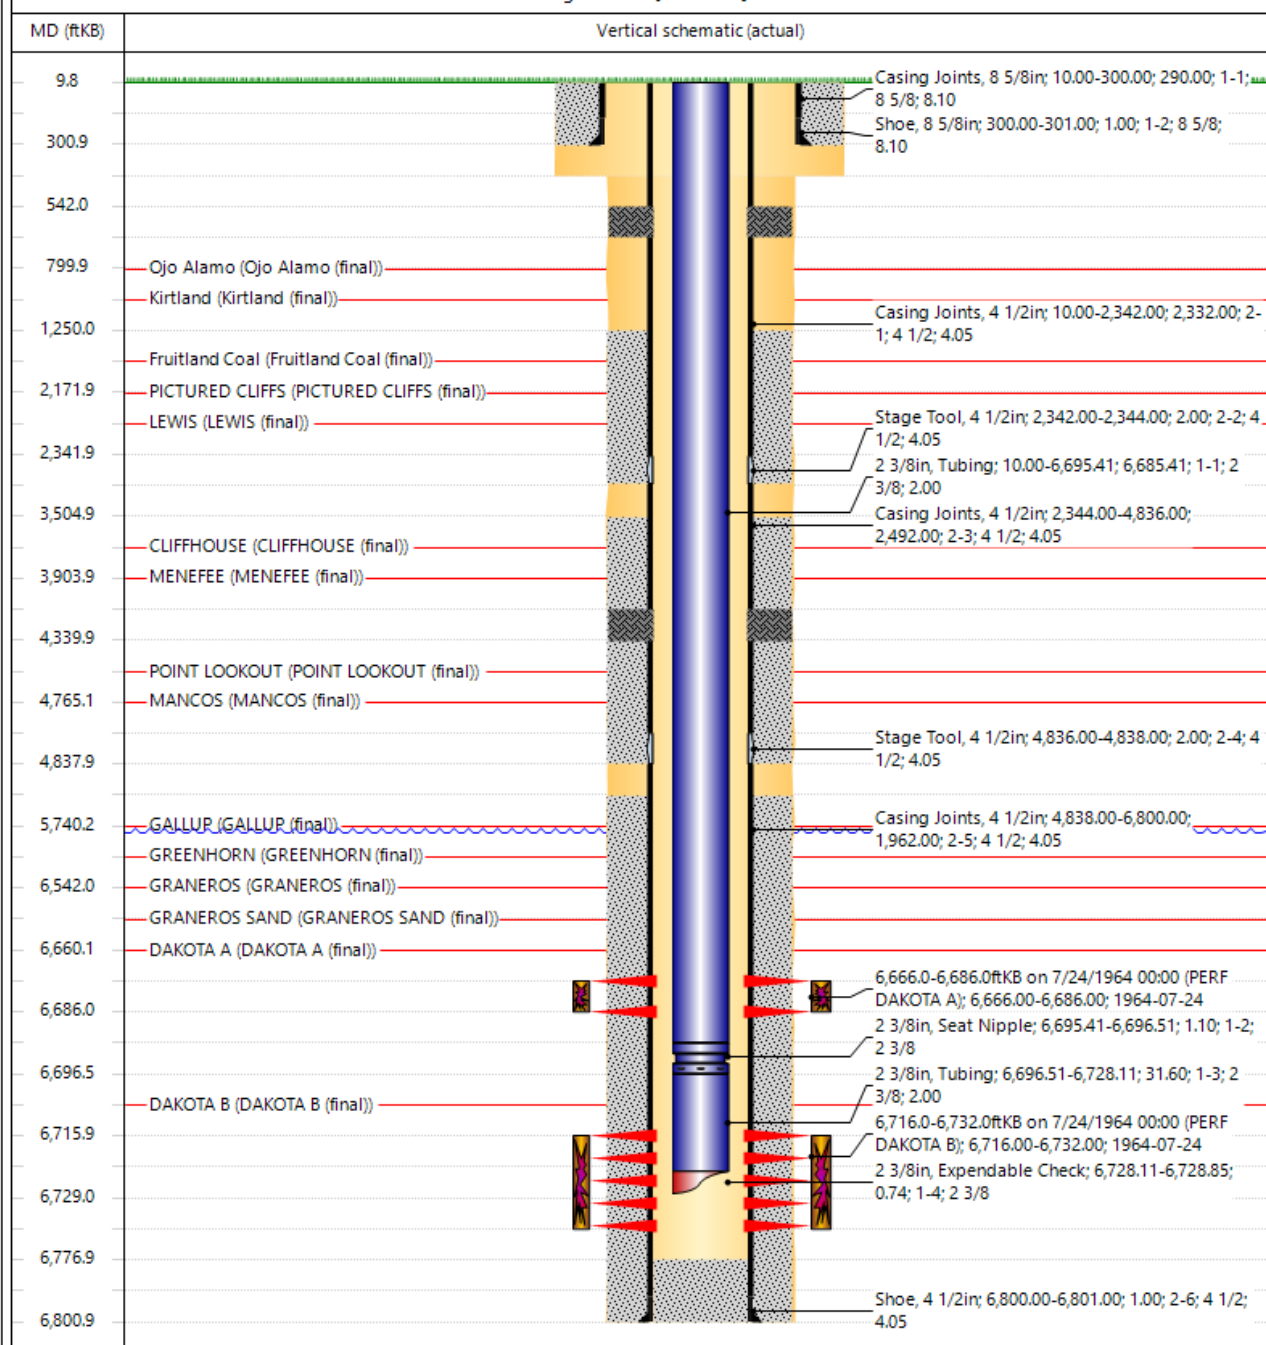 MD (ftKB)
Vertical schematic (actual)
9.8
Casing Joints, 8 5/8in; 10.00-300.00; 290.00; 1-1;
8 5/8; 8.10
Shoe, 8 5/8in; 300.00-301.00; 1.00; 1-2; 8 5/8;
8.10
300.9
542.0
799.9
Ojo Alamo (Ojo Alamo (final))
Kirtland (Kirtland (final))
Casing Joints, 4 1/2in; 10.00-2,342.00; 2,332.00; 2-
1; 4 1/2; 4.05
1,250.0
Fruitland Coal (Fruitland Coal (final))
2,171.9
PICTURED CLIFFS (PICTURED CLIFFS (final))
LEWIS (LEWIS (final))
Stage Tool, 4 1/2in; 2,342.00-2,344.00; 2.00; 2-2; 4
1/2; 4.05
2,341.9
2 3/8in, Tubing; 10.00-6,695.41; 6,685.41; 1-1; 2
3/8; 2.00
3,504.9
Casing Joints, 4 1/2in; 2,344.00-4,836.00;
2,492.00; 2-3; 4 1/2; 4.05
CLIFFHOUSE (CLIFFHOUSE (final))
3,903.9
MENEFEE (MENEFEE (final))
4,339.9
POINT LOOKOUT (POINT LOOKOUT (final))
4,765.1
MANCOS (MANCOS (final))
Stage Tool, 4 1/2in; 4,836.00-4,838.00; 2.00; 2-4; 4
1/2; 4.05
4,837.9
5,740.2
GALLUP (GALLUP (final))
Casing Joints, 4 1/2in; 4,838.00-6,800.00;
1,962.00; 2-5; 4 1/2; 4.05
GREENHORN (GREENHORN (final))
6,542.0
GRANEROS (GRANEROS (final))
GRANEROS SAND (GRANEROS SAND (final))
6,660.1
DAKOTA A (DAKOTA A (final))
6,666.0-6,686.0ftKB on 7/24/1964 00:00 (PERF
DAKOTA A); 6,666.00-6,686.00; 1964-07-24
6,686.0
2 3/8in, Seat Nipple; 6,695.41-6,696.51; 1.10; 1-2;
2 3/8
6,696.5
2 3/8in, Tubing; 6,696.51-6,728.11; 31.60; 1-3; 2
3/8; 2.00
DAKOTA B (DAKOTA B (final))
6,715.9
6,716.0-6,732.0ftKB on 7/24/1964 00:00 (PERF
DAKOTA B); 6,716.00-6,732.00; 1964-07-24
2 3/8in, Expendable Check; 6,728.11-6,728.85;
0.74; 1-4; 2 3/8
6,729.0
6,776.9
Shoe, 4 1/2in; 6,800.00-6,801.00; 1.00; 2-6; 4 1/2;
4.05
6,800.9